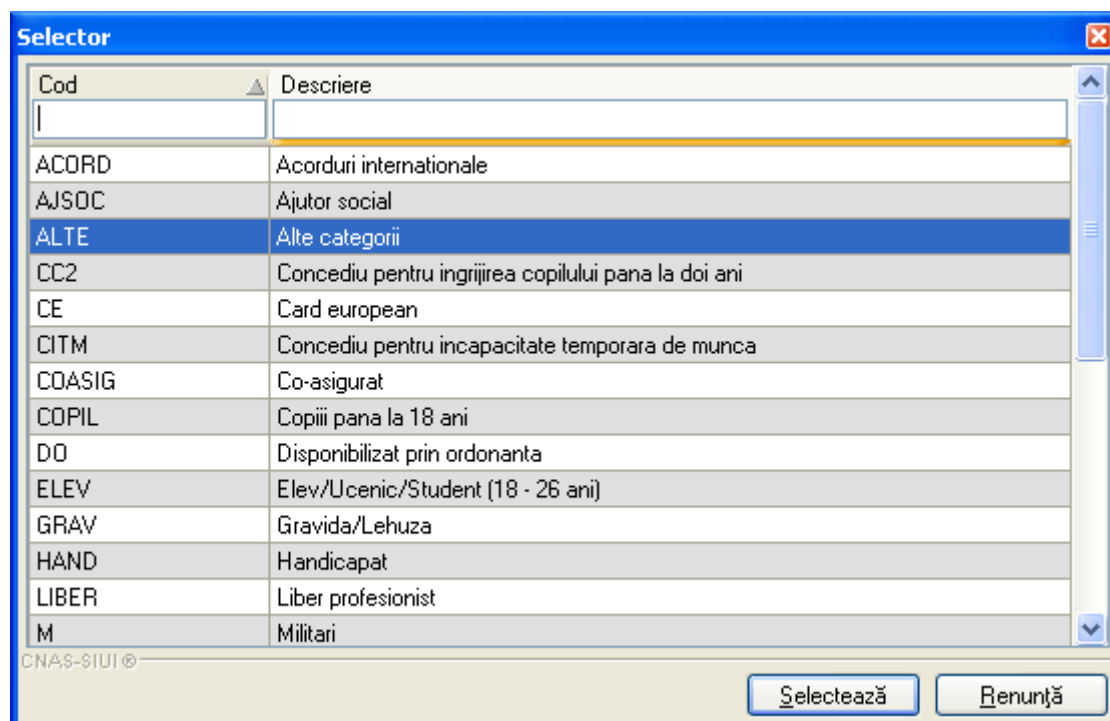 Selector
Cod Descriere
ACORD Acorduri internationale
AJSOC Ajutor social
ALTE Alte categorii
CC2 Concediu pentru ingrijirea copilului pana la doi ani
CE Card european
CITM Concediu pentru incapacitate temporara de munca
COASIG Co-asigurat
COPIL Copiii pana la 18 ani
DO Disponibilizat prin ordonanta
ELEV Elev/Ucenic/Student (18 - 26 ani)
GRAV Gravida/Lehuza
HAND Handicapat
LIBER Liber profesionist
M Militari
CNAS-SIUI®
Selectează Renunţă